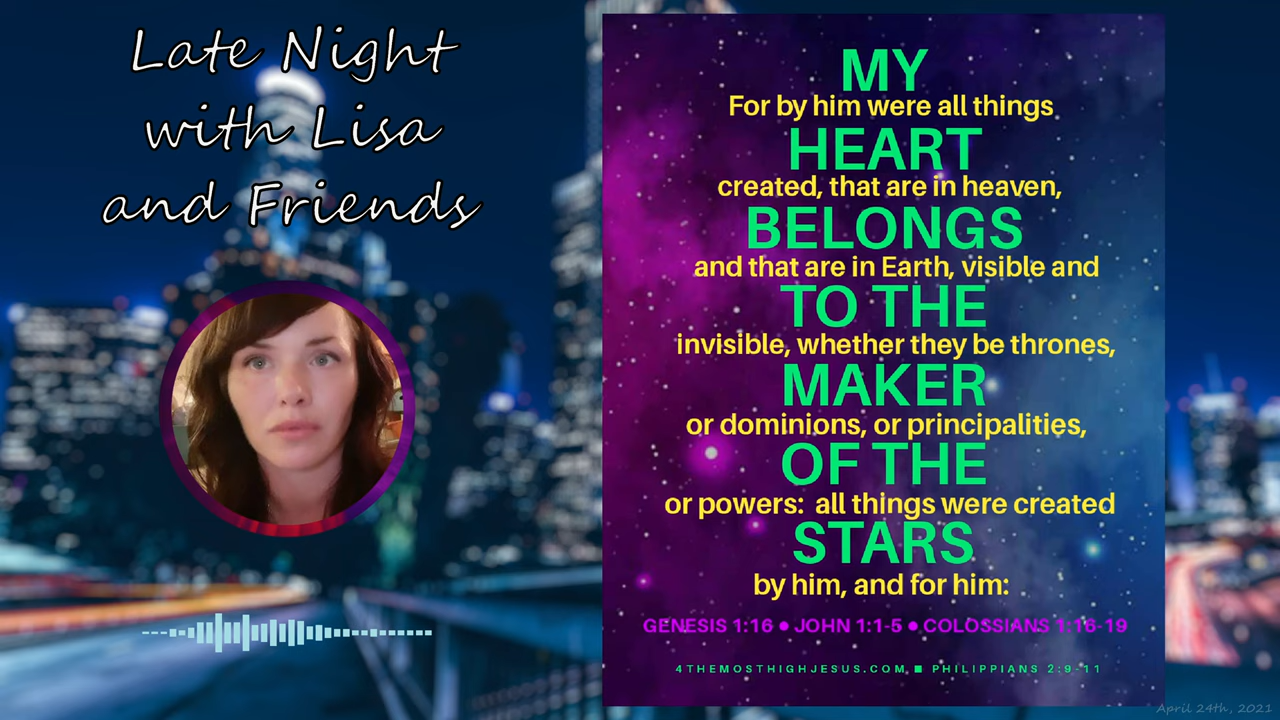 Late Night
with Lisa
and Friends
MY
For by him were all things
HEART
created, that are in heaven,
BELONGS
and that are in Earth, visible and
TO THE
invisible, whether they be thrones,
MAKER
or dominions, or principalities,
OF THE
or powers: all things were created
STARS
by him, and for him:
GENESIS 1:16 ● JOHN 1:1-5 ● COLOSSIANS 1:16-19
4THEMOSTHIGHJESUS.COM ■ PHILIPPIANS 2:9-11
April 24th, 2021